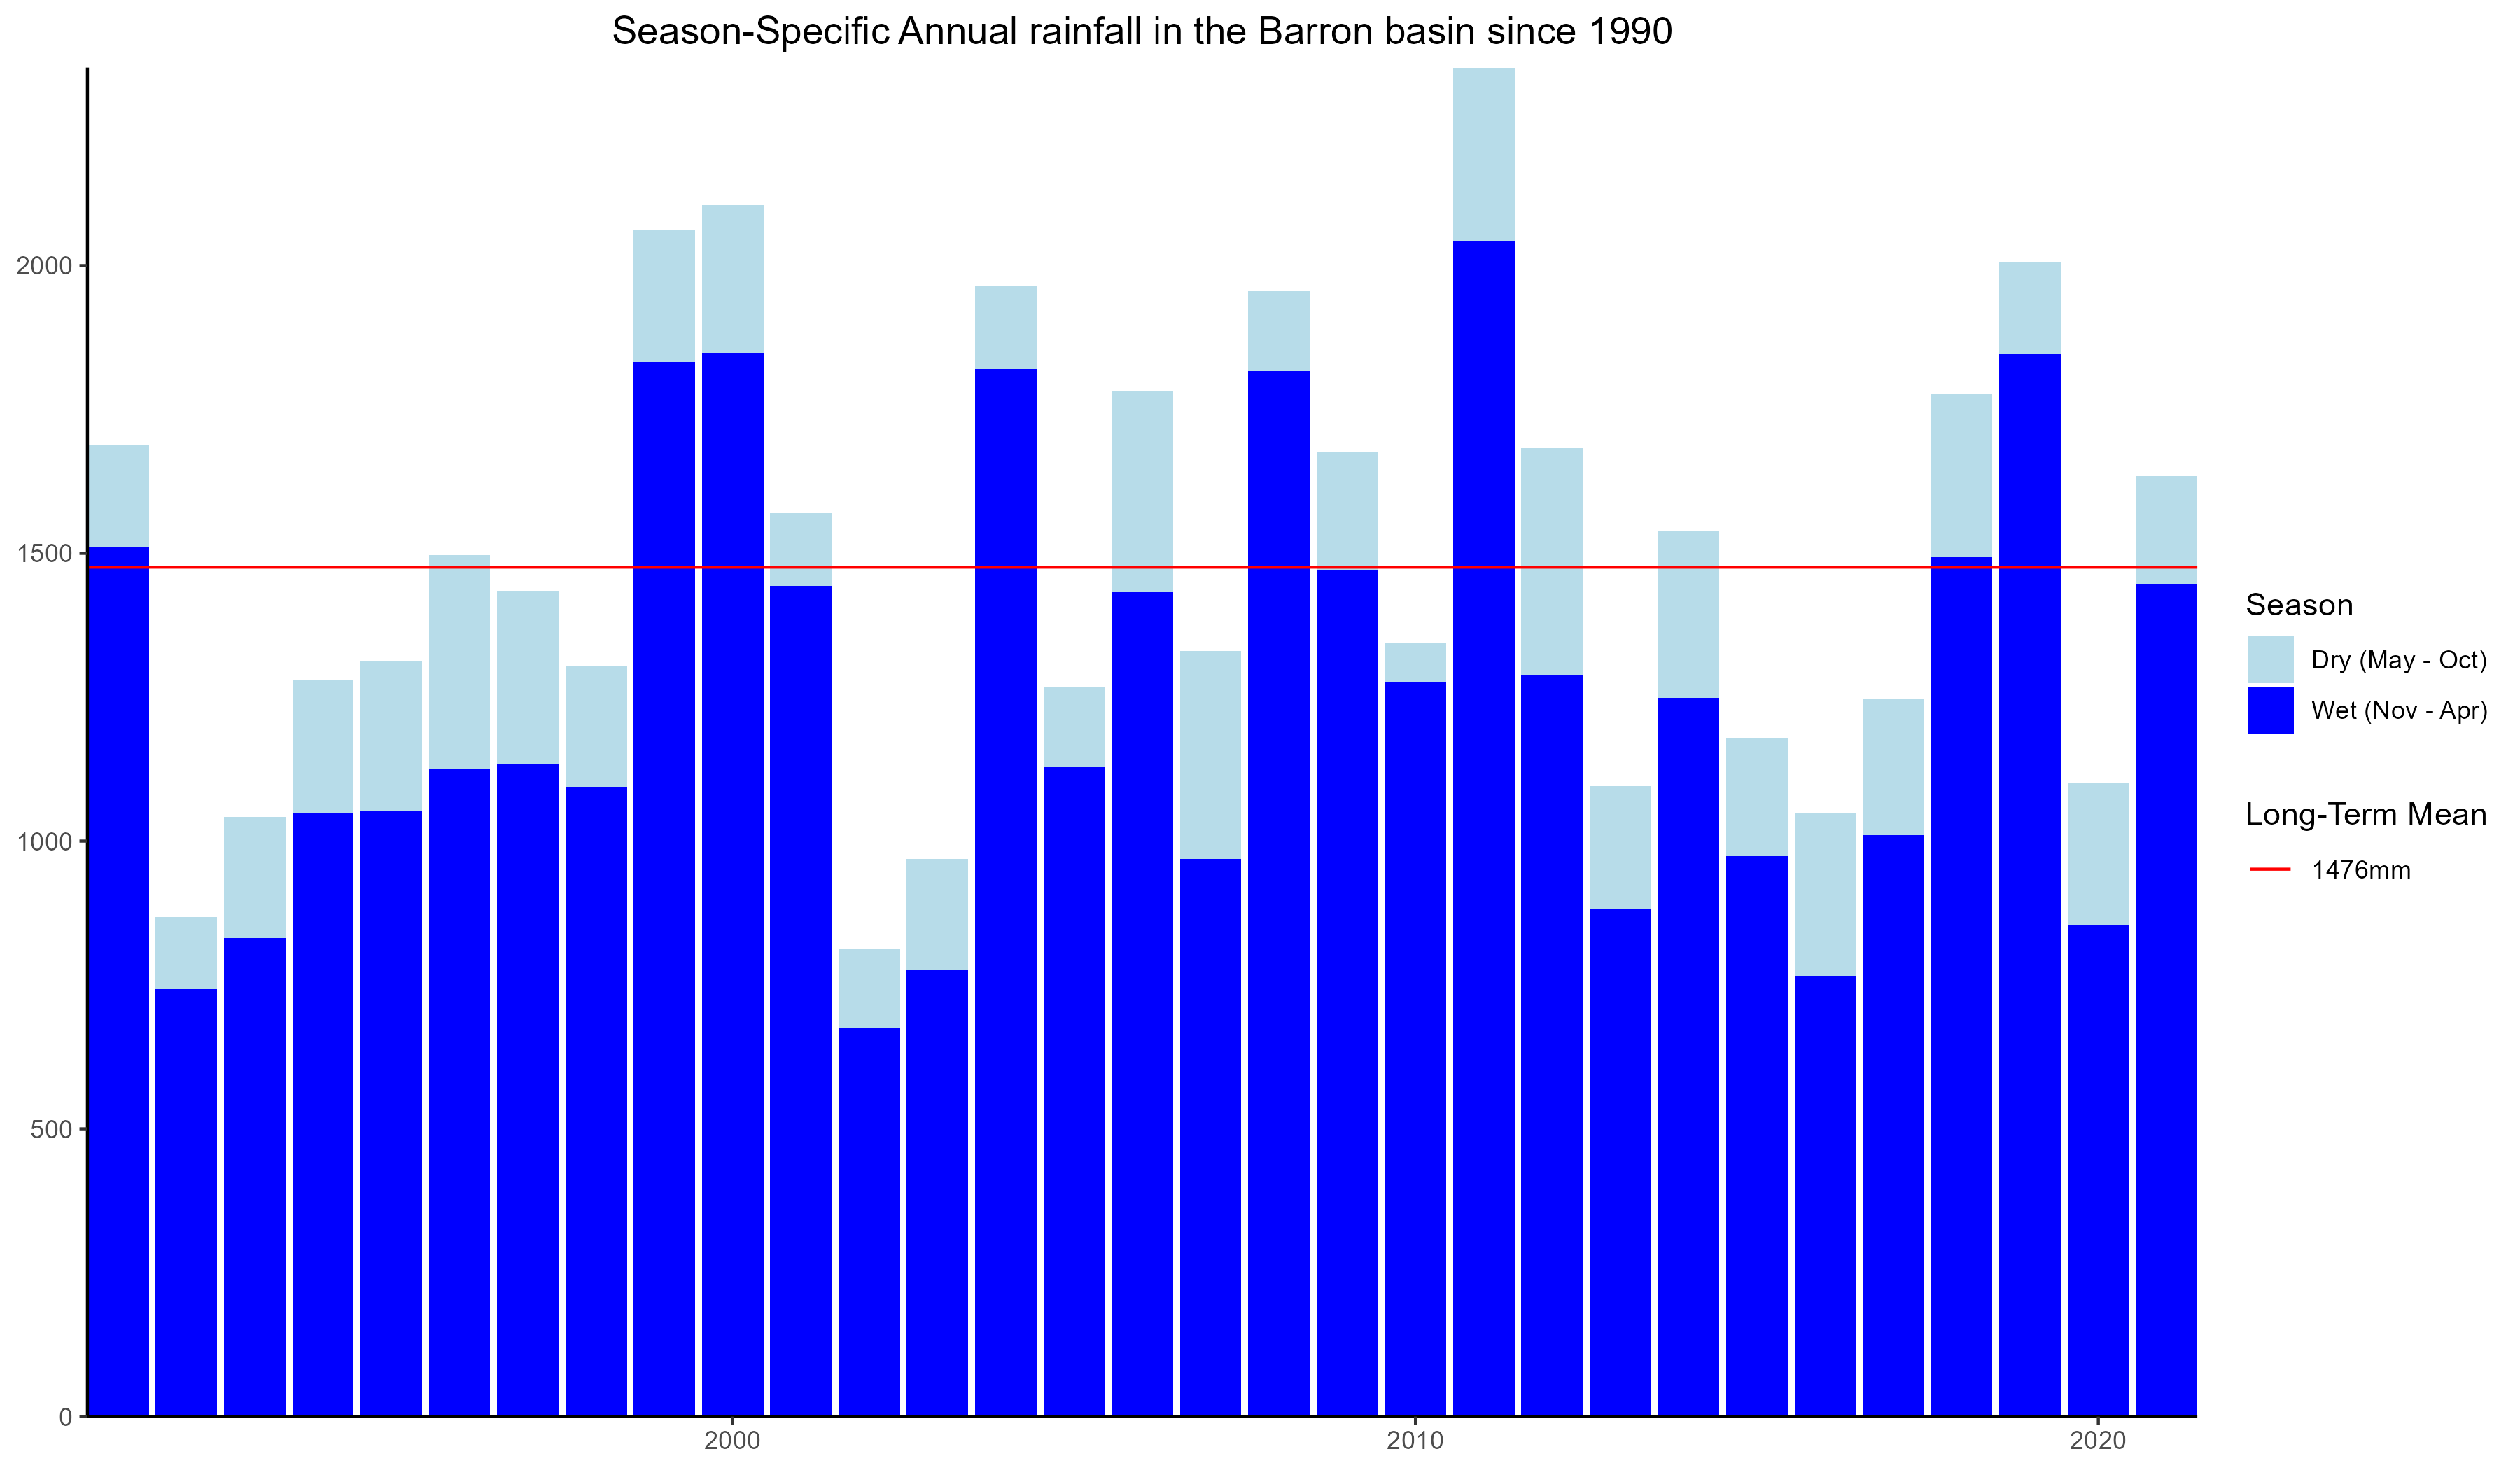 Season-Specific Annual rainfall in the Barron basin since 1990
2000
1500
1000
500
0
2000
2010
2020
Season
Dry (May - Oct)
Wet (Nov - Apr)
Long-Term Mean
1476mm